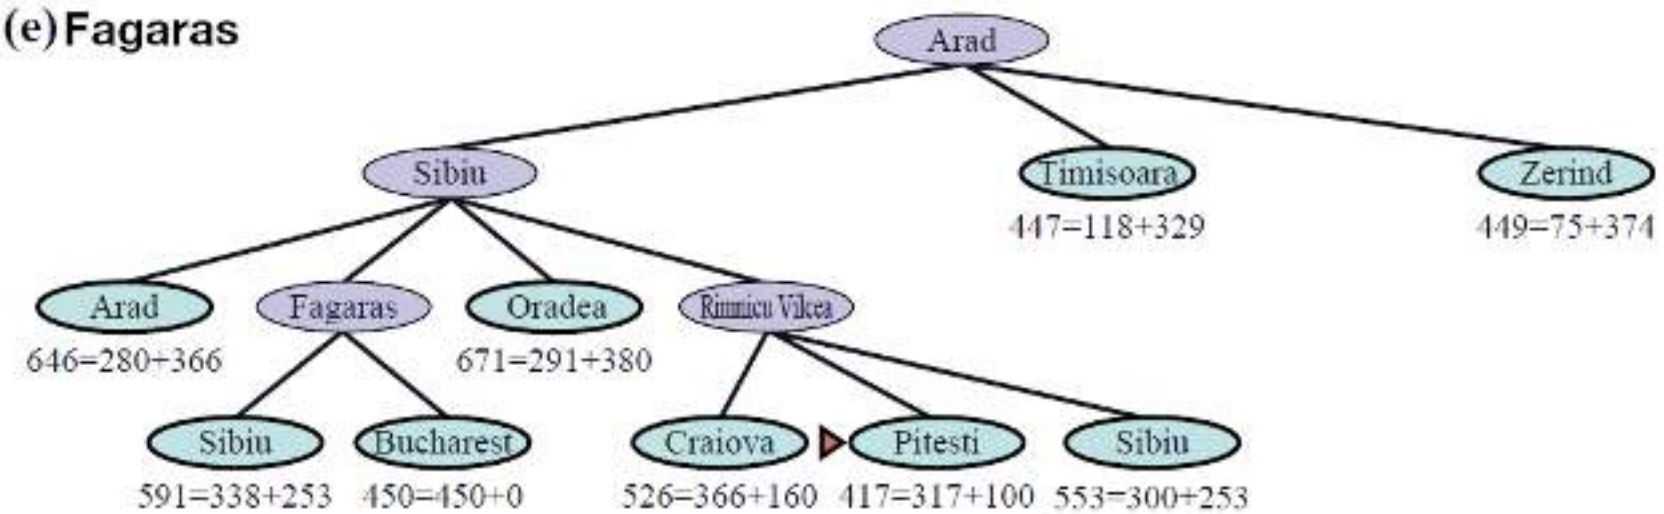 (e) Fagaras
Arad
Sibiu
Timisoara
Zerind
447=118+329
449=75+374
Arad
Fagaras
Oradea
Rimnicu Vilcea
646=280+366
671=291+380
Sibiu
Bucharest
Craiova
Pitesti
Sibiu
591=338+253
450=450+0
526=366+160
417=317+100
553=300+253